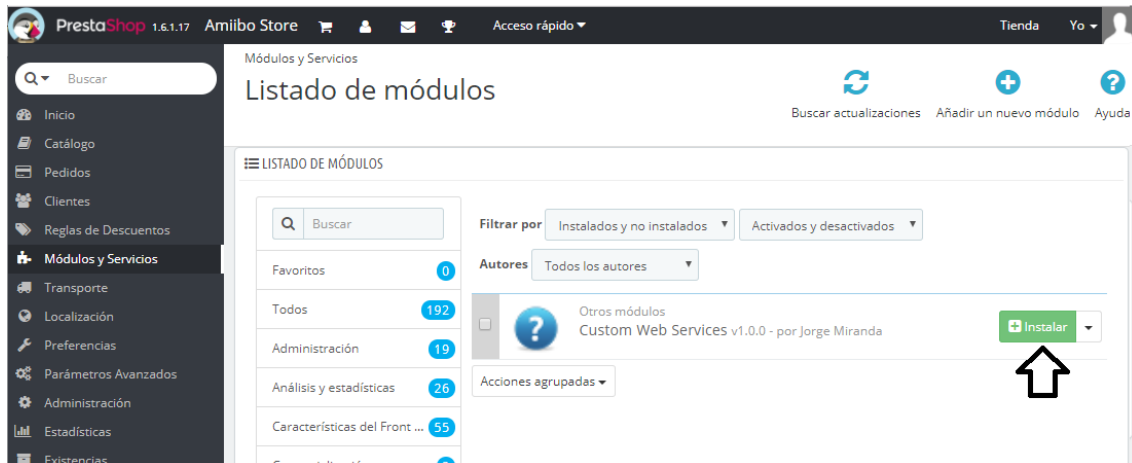 PrestaShop 1.6.1.17 Amiibo Store Acceso rápido Tienda Yo
Buscar
Inicio
Catálogo
Pedidos
Clientes
Reglas de Descuentos
Módulos y Servicios
Transporte
Localización
Preferencias
Parámetros Avanzados
Administración
Estadísticas
Existencias
Módulos y Servicios
Listado de módulos
Buscar actualizaciones Añadir un nuevo módulo Ayuda
LISTADO DE MÓDULOS
Buscar
Favoritos 0
Todos 192
Administración 19
Análisis y estadísticas 26
Características del Front ... 55
Filtrar por Instalados y no instalados Activados y desactivados
Autores Todos los autores
Otros módulos
Custom Web Services v1.0.0 - por Jorge Miranda
Instalar
Acciones agrupadas